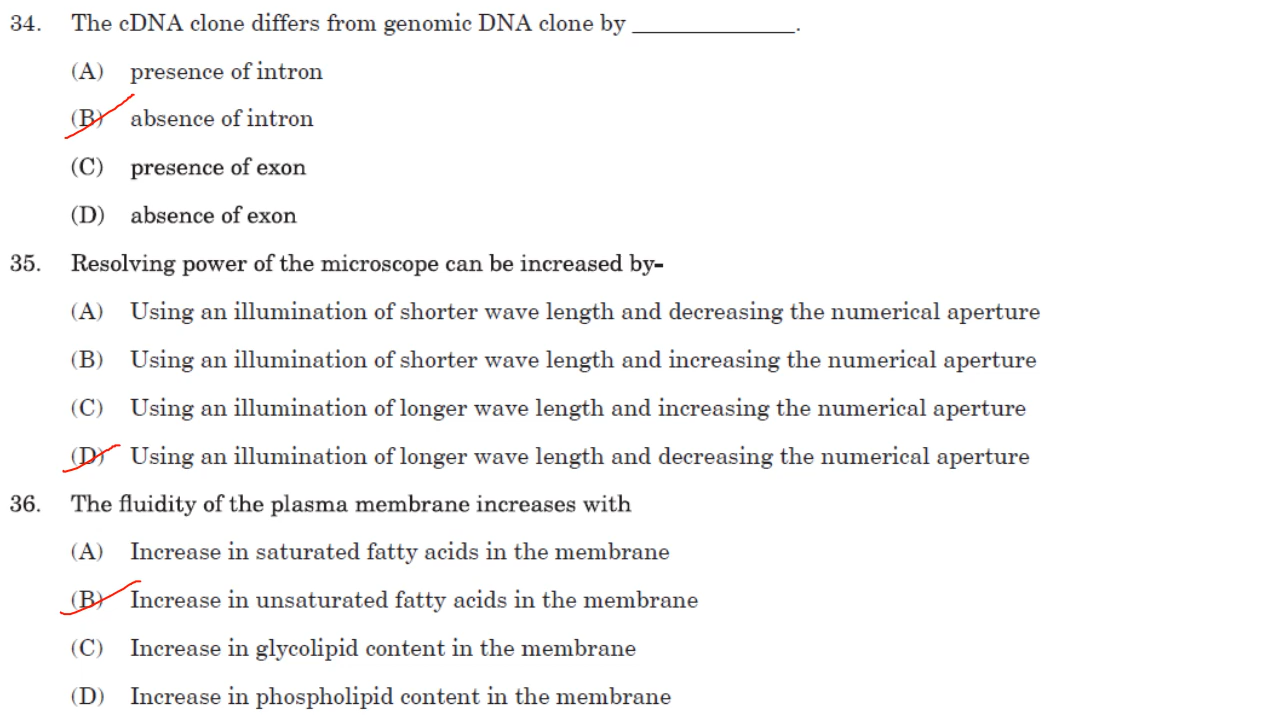 34. The cDNA clone differs from genomic DNA clone by _____________.
(A) presence of intron
(B) absence of intron
(C) presence of exon
(D) absence of exon
35. Resolving power of the microscope can be increased by-
(A) Using an illumination of shorter wave length and decreasing the numerical aperture
(B) Using an illumination of shorter wave length and increasing the numerical aperture
(C) Using an illumination of longer wave length and increasing the numerical aperture
(D) Using an illumination of longer wave length and decreasing the numerical aperture
36. The fluidity of the plasma membrane increases with
(A) Increase in saturated fatty acids in the membrane
(B) Increase in unsaturated fatty acids in the membrane
(C) Increase in glycolipid content in the membrane
(D) Increase in phospholipid content in the membrane